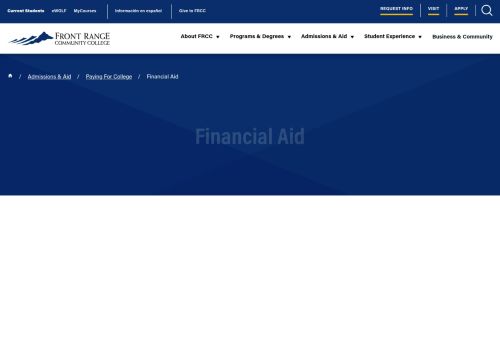 Current Students eWOLF MyCourses Información en español Give to FRCC REQUEST INFO VISIT APPLY
FRONT RANGE
COMMUNITY COLLEGE
About FRCC Programs & Degrees Admissions & Aid Student Experience Business & Community
/ Admissions & Aid / Paying For College / Financial Aid
Financial Aid